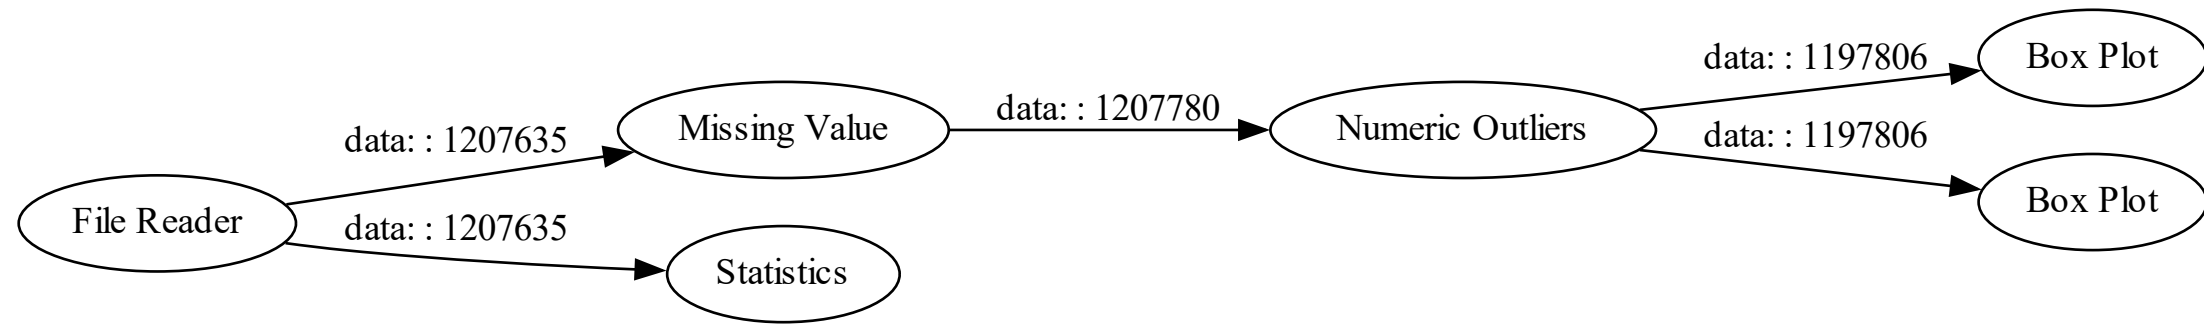 File Reader
data: : 1207635
data: : 1207635
Missing Value
Statistics
data: : 1207780
Numeric Outliers
data: : 1197806
data: : 1197806
Box Plot
Box Plot